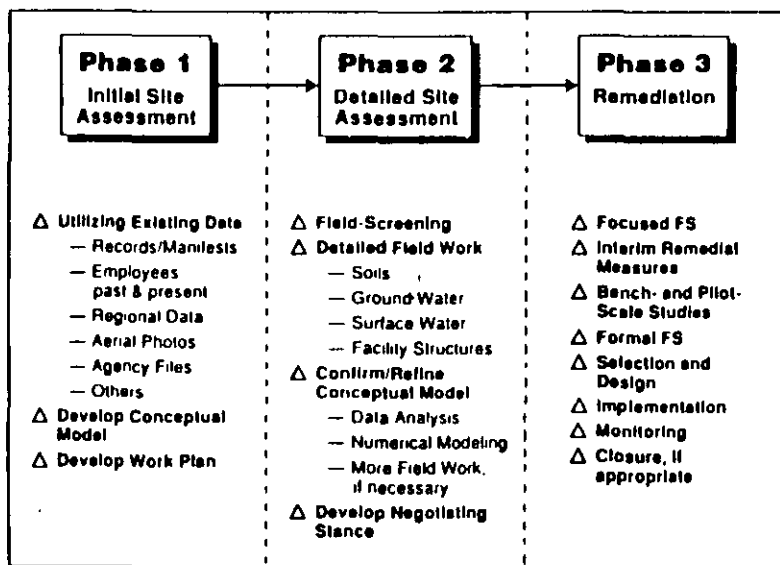 Phase 1
Initial Site
Assessment
Phase 2
Detailed Site
Assessment
Phase 3
Remediation
Δ Utilizing Existing Data
— Records/Manifests
— Employees
past & present
— Regional Data
— Aerial Photos
— Agency Files
— Others
Δ Develop Conceptual
Model
Δ Develop Work Plan
Δ Field-Screening
Δ Detailed Field Work
— Soils
— Ground Water
— Surface Water
— Facility Structures
Δ Confirm/Refine
Conceptual Model
— Data Analysis
— Numerical Modeling
— More Field Work,
if necessary
Δ Develop Negotiating
Stance
Δ Focused FS
Δ Interim Remedial
Measures
Δ Bench- and Pilot-
Scale Studies
Δ Formal FS
Δ Selection and
Design
Δ Implementation
Δ Monitoring
Δ Closure, if
appropriate